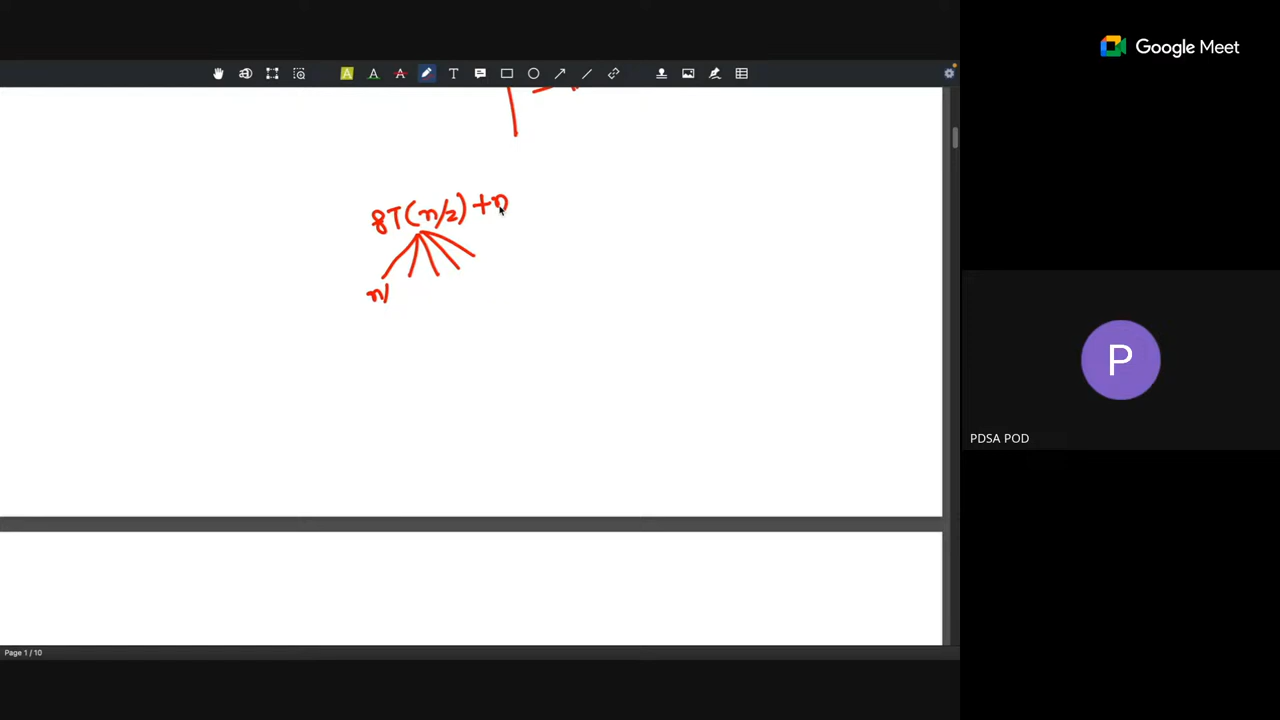 Google Meet
A A A T
8T(n/2) +n
n/
P
PDSA POD
Page 1 / 10